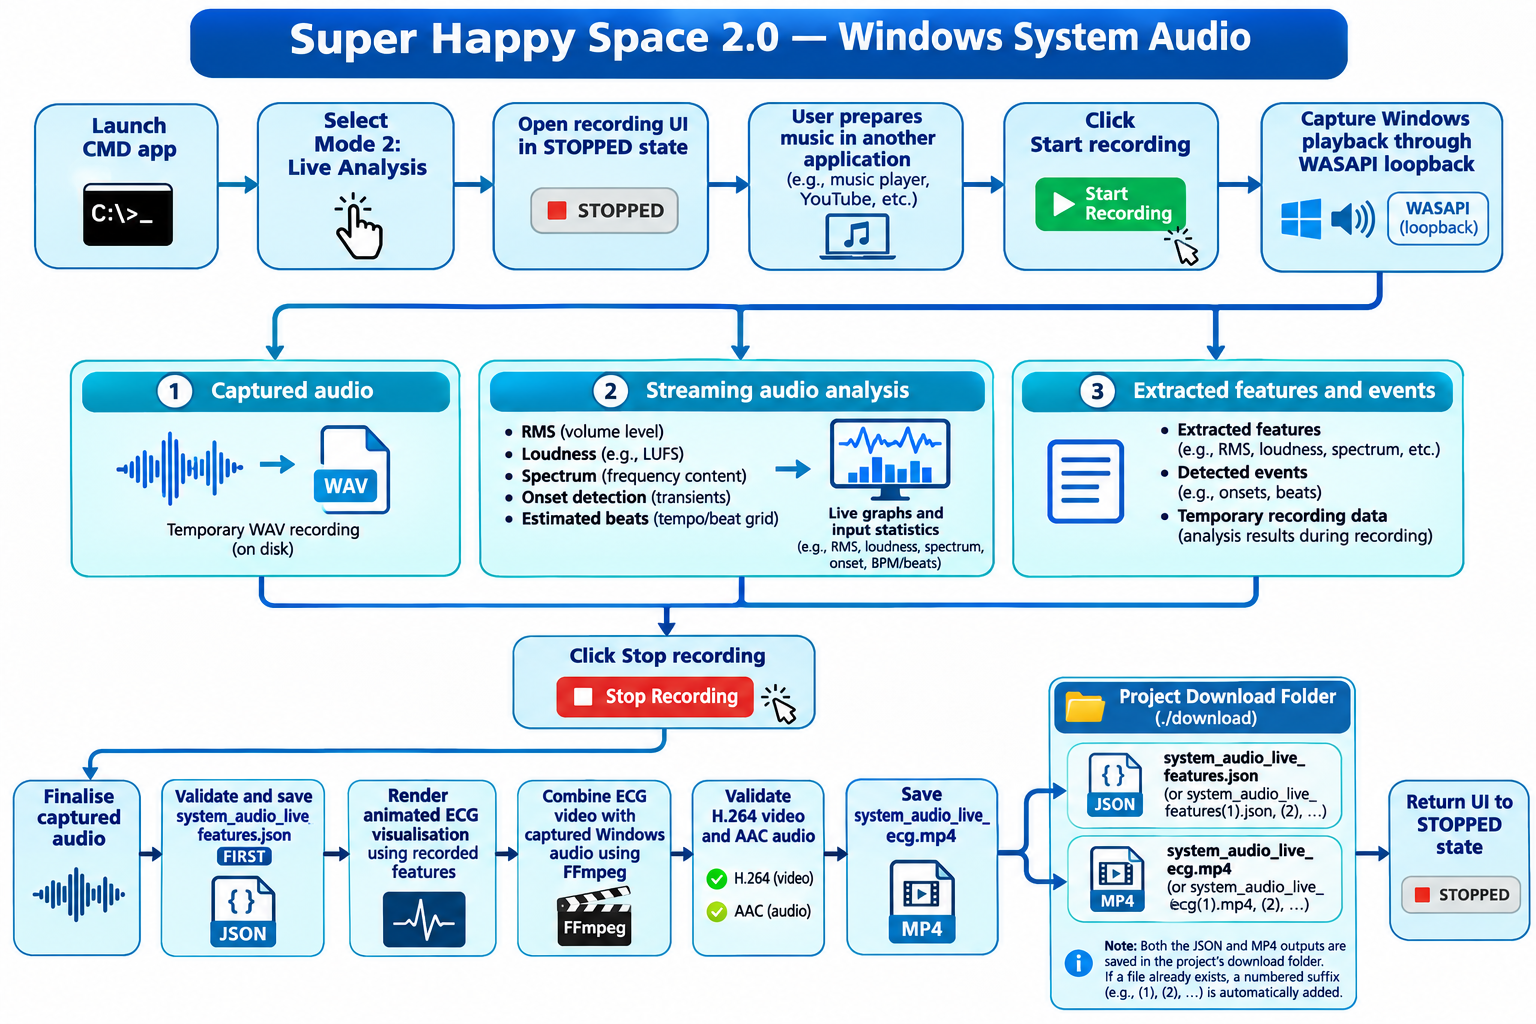 Super Happy Space 2.0 — Windows System Audio
Launch
CMD app
C:\>_
Select
Mode 2:
Live Analysis
Open recording UI
in STOPPED state
STOPPED
User prepares
music in another
application
(e.g., music player,
YouTube, etc.)
Click
Start recording
Start
Recording
Capture Windows
playback through
WASAPI loopback
WASAPI
(loopback)
1 Captured audio
WAV
Temporary WAV recording
(on disk)
2 Streaming audio analysis
• RMS (volume level)
• Loudness (e.g., LUFS)
• Spectrum (frequency content)
• Onset detection (transients)
• Estimated beats (tempo/beat grid)
Live graphs and
input statistics
(e.g., RMS, loudness, spectrum,
onset, BPM/beats)
3 Extracted features and events
• Extracted features
(e.g., RMS, loudness, spectrum, etc.)
• Detected events
(e.g., onsets, beats)
• Temporary recording data
(analysis results during recording)
Click Stop recording
Stop Recording
Finalise
captured
audio
Validate and save
system_audio_live_
features.json
FIRST
{ }
JSON
Render
animated ECG
visualisation
using recorded
features
Combine ECG
video with
captured Windows
audio using
FFmpeg
FFmpeg
Validate
H.264 video
and AAC audio
H.264 (video)
AAC (audio)
Save
system_audio_live_
ecg.mp4
MP4
Project Download Folder
(./download)
{ }
JSON
system_audio_live_
features.json
(or system_audio_live_
features(1).json, (2), ...)
MP4
system_audio_live_
ecg.mp4
(or system_audio_live_
ecg(1).mp4, (2), ...)
i
Note: Both the JSON and MP4 outputs are
saved in the project's download folder.
If a file already exists, a numbered suffix
(e.g., (1), (2), ...) is automatically added.
Return UI to
STOPPED
state
STOPPED